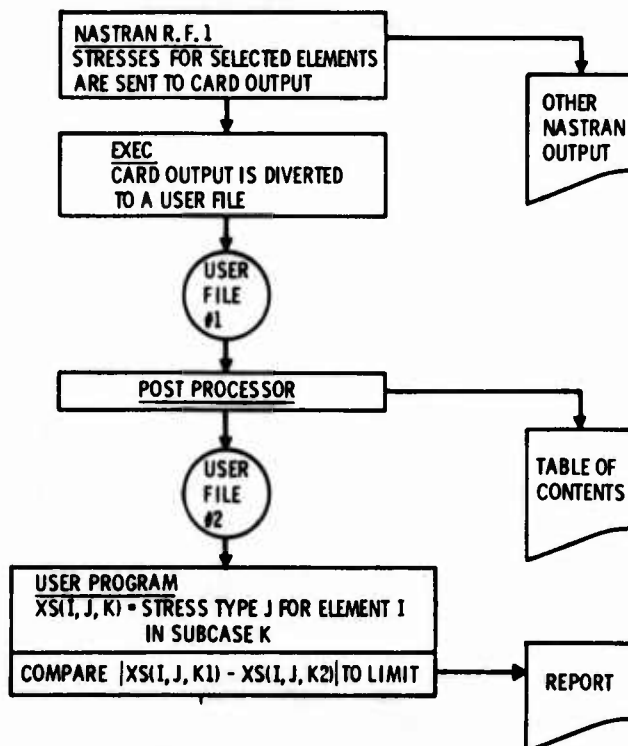 NASTRAN R.F.1
STRESSES FOR SELECTED ELEMENTS
ARE SENT TO CARD OUTPUT
OTHER
NASTRAN
OUTPUT
EXEC
CARD OUTPUT IS DIVERTED
TO A USER FILE
USER
FILE
#1
POST PROCESSOR
TABLE OF
CONTENTS
USER
FILE
#2
USER PROGRAM
XS(I, J, K) = STRESS TYPE J FOR ELEMENT I
IN SUBCASE K
COMPARE |XS(I, J, K1) - XS(I, J, K2)| TO LIMIT
REPORT